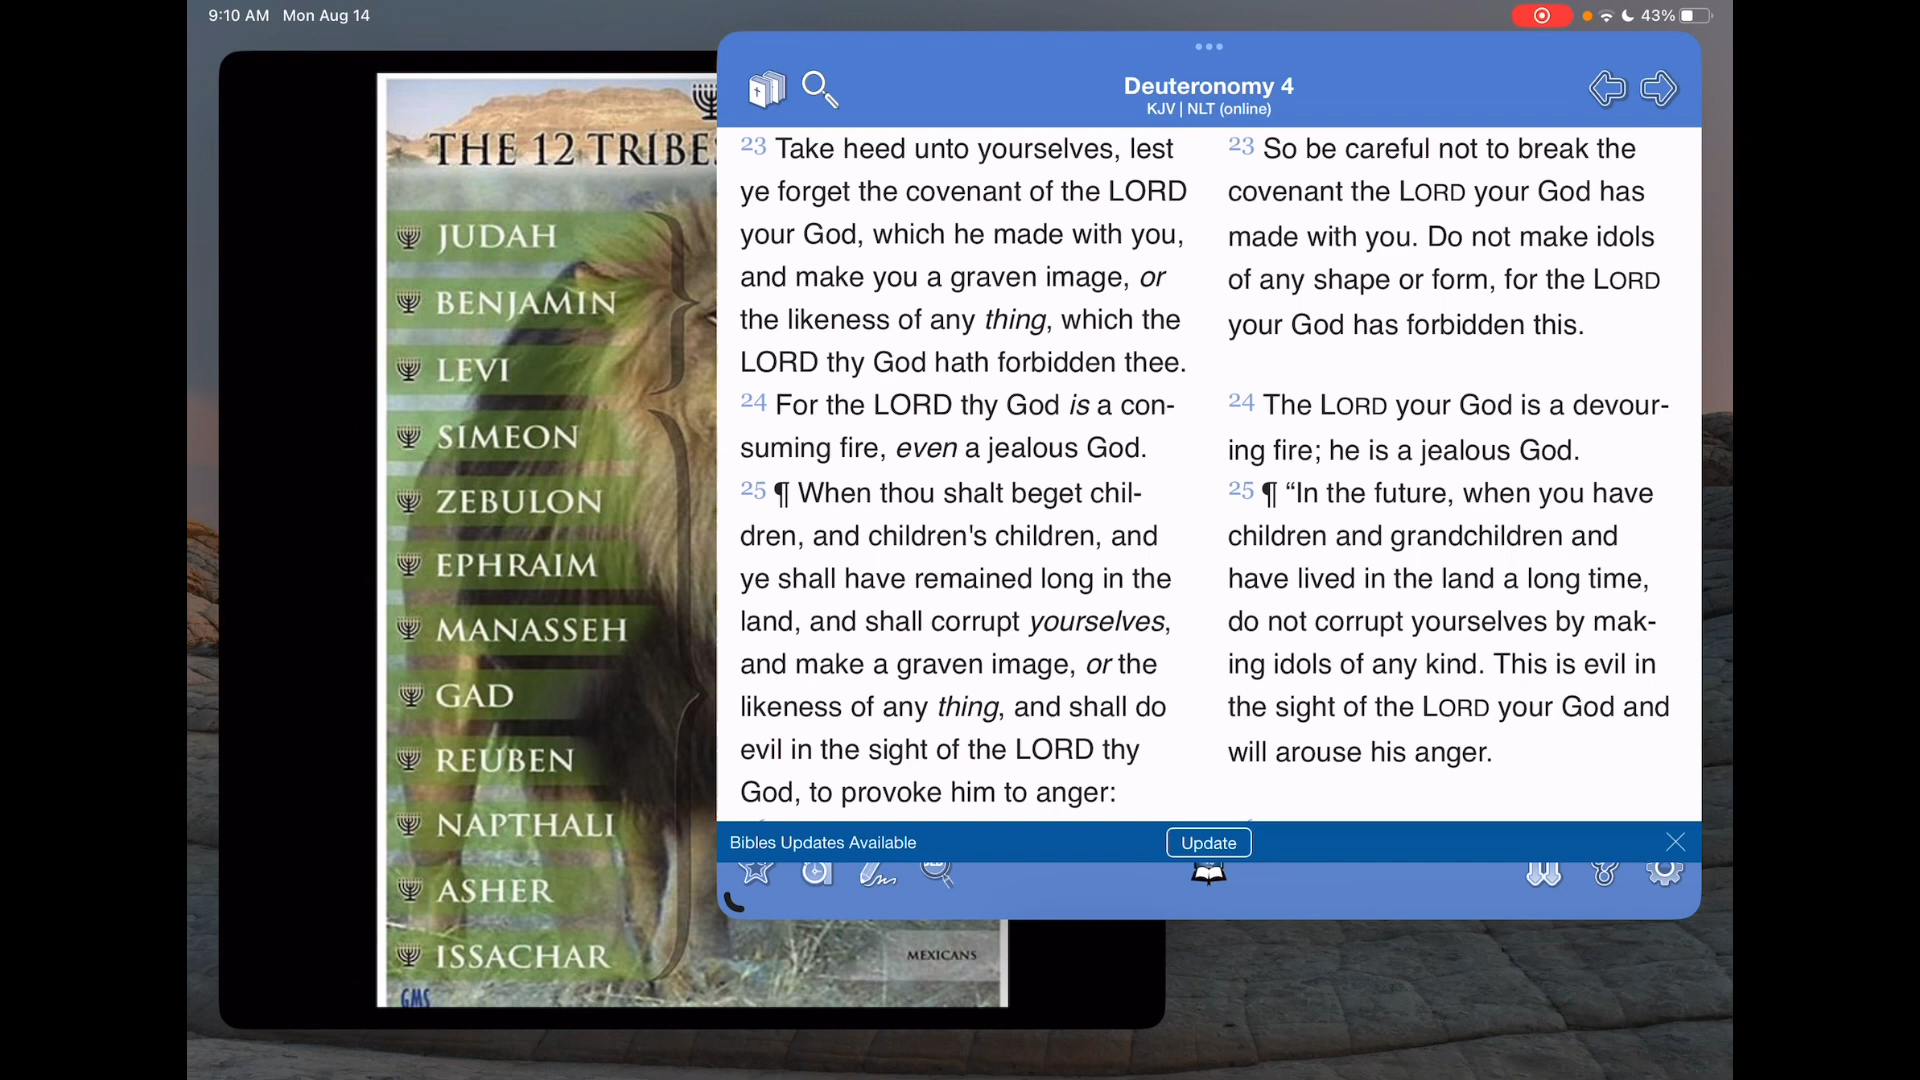 9:10 AM Mon Aug 14
43%
THE 12 TRIBES
JUDAH
BENJAMIN
LEVI
SIMEON
ZEBULON
EPHRAIM
MANASSEH
GAD
REUBEN
NAPTHALI
ASHER
ISSACHAR
MEXICANS
GMS
Deuteronomy 4
KJV | NLT (online)
23 Take heed unto yourselves, lest
ye forget the covenant of the LORD
your God, which he made with you,
and make you a graven image, or
the likeness of any thing, which the
LORD thy God hath forbidden thee.
24 For the LORD thy God is a con-
suming fire, even a jealous God.
25 ¶ When thou shalt beget chil-
dren, and children's children, and
ye shall have remained long in the
land, and shall corrupt yourselves,
and make a graven image, or the
likeness of any thing, and shall do
evil in the sight of the LORD thy
God, to provoke him to anger:
23 So be careful not to break the
covenant the LORD your God has
made with you. Do not make idols
of any shape or form, for the LORD
your God has forbidden this.
24 The LORD your God is a devour-
ing fire; he is a jealous God.
25 ¶ “In the future, when you have
children and grandchildren and
have lived in the land a long time,
do not corrupt yourselves by mak-
ing idols of any kind. This is evil in
the sight of the LORD your God and
will arouse his anger.
Bibles Updates Available
Update